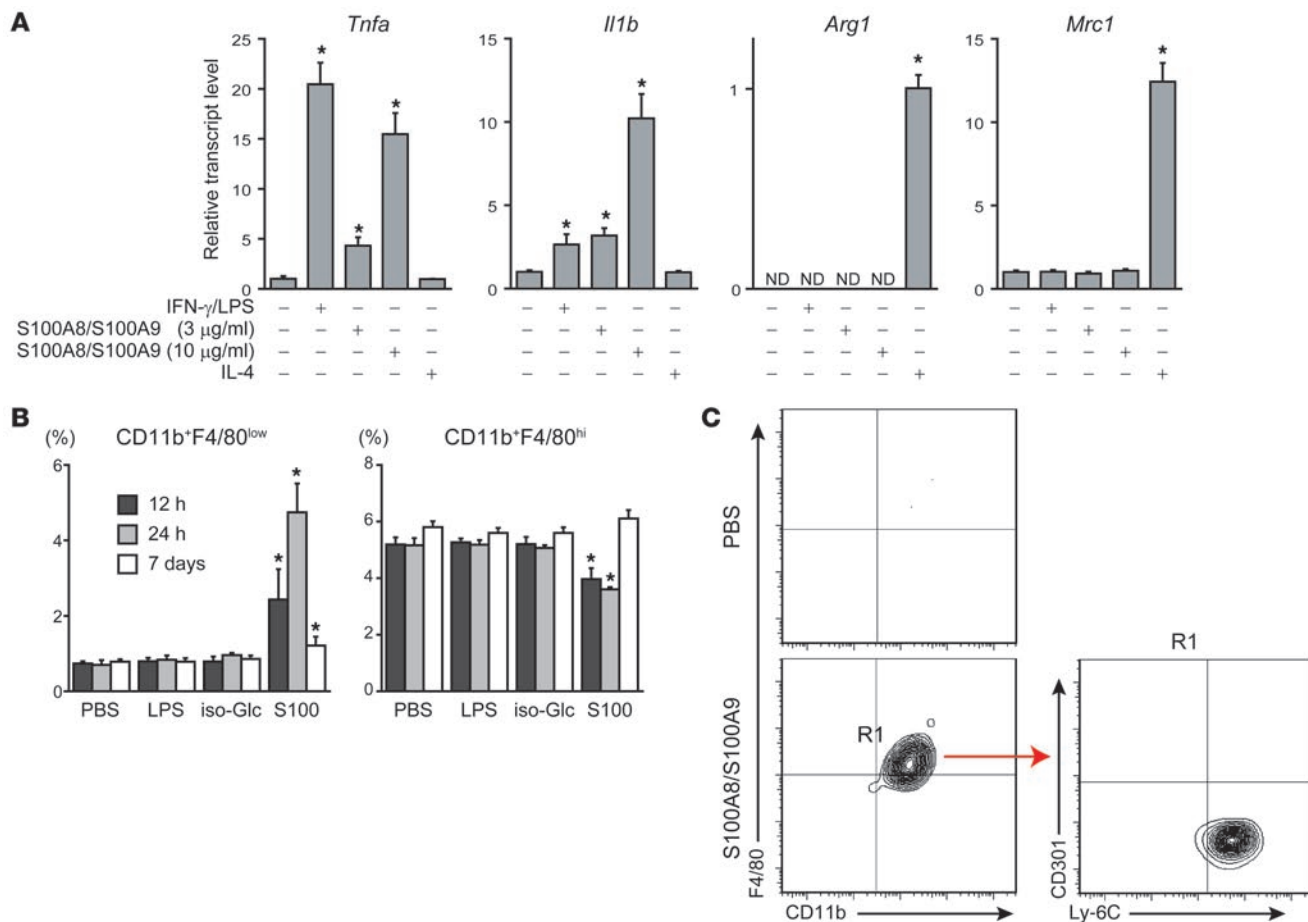 A
Tnfa
Il1b
Arg1
Mrc1
Relative transcript level
25
20
15
10
5
0
*
*
*
15
10
5
0
*
*
*
1
0
ND ND ND ND
*
15
10
5
0
*
IFN-γ/LPS − + − − − − + − − − − + − − − − + − − −
S100A8/S100A9 (3 μg/ml) − − + − − − − + − − − − + − − − − + − −
S100A8/S100A9 (10 μg/ml) − − − + − − − − + − − − − + − − − − + −
IL-4 − − − − + − − − − + − − − − + − − − − +
B
(%)
CD11b⁺F4/80ˡᵒʷ
6
4
2
0
12 h
24 h
7 days
*
*
*
PBS LPS iso-Glc S100
(%)
CD11b⁺F4/80ʰⁱ
8
6
4
2
0
*
*
PBS LPS iso-Glc S100
C
PBS
S100A8/S100A9
F4/80
CD11b
R1
R1
CD301
Ly-6C